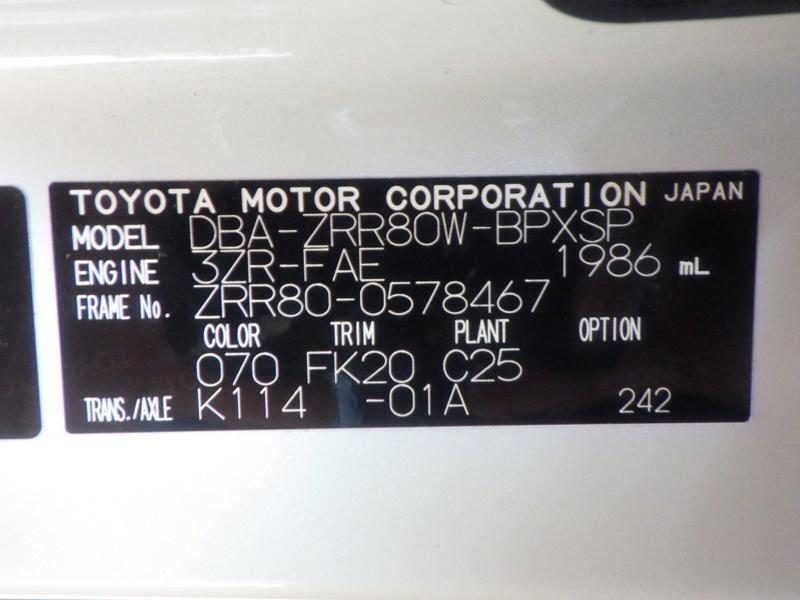 TOYOTA MOTOR CORPORATION JAPAN
MODEL DBA-ZRR80W-BPXSP
ENGINE 3ZR-FAE 1986 mL
FRAME No. ZRR80-0578467
COLOR TRIM PLANT OPTION
070 FK20 C25
TRANS./AXLE K114 -01A 242